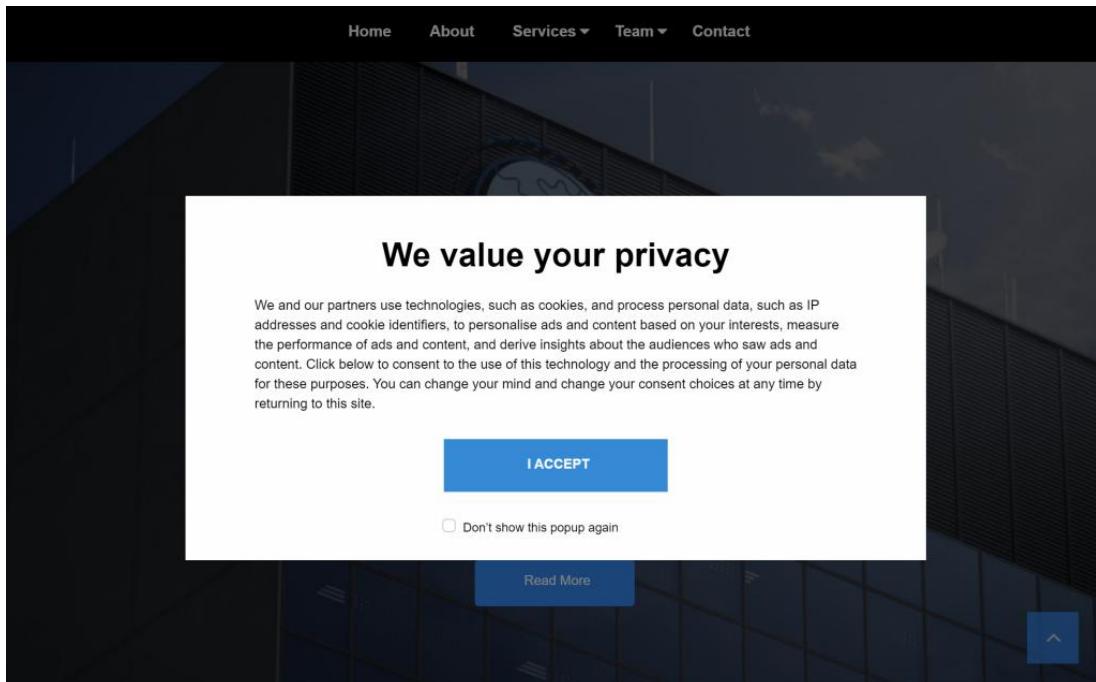 Home About Services Team Contact
We value your privacy
We and our partners use technologies, such as cookies, and process personal data, such as IP
addresses and cookie identifiers, to personalise ads and content based on your interests, measure
the performance of ads and content, and derive insights about the audiences who saw ads and
content. Click below to consent to the use of this technology and the processing of your personal data
for these purposes. You can change your mind and change your consent choices at any time by
returning to this site.
I ACCEPT
Don't show this popup again
Read More